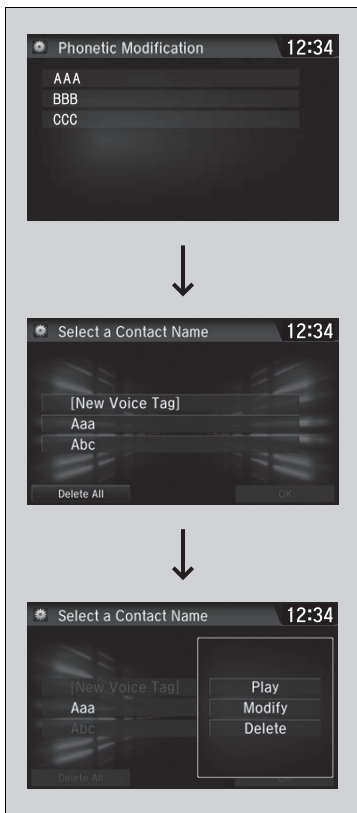 Phonetic Modification 12:34
AAA
BBB
CCC
Select a Contact Name 12:34
[New Voice Tag]
Aaa
Abc
Delete All OK
Select a Contact Name 12:34
[New Voice Tag] Play
Aaa Modify
Abc Delete
Delete All OK